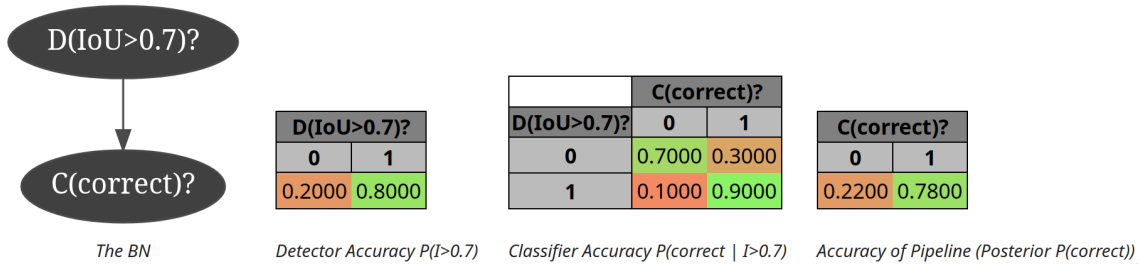 D(IoU>0.7)?
C(correct)?
The BN
D(IoU>0.7)?
0 1
0.2000 0.8000
Detector Accuracy P(I>0.7)
C(correct)?
D(IoU>0.7)? 0 1
0 0.7000 0.3000
1 0.1000 0.9000
Classifier Accuracy P(correct | I>0.7)
C(correct)?
0 1
0.2200 0.7800
Accuracy of Pipeline (Posterior P(correct))